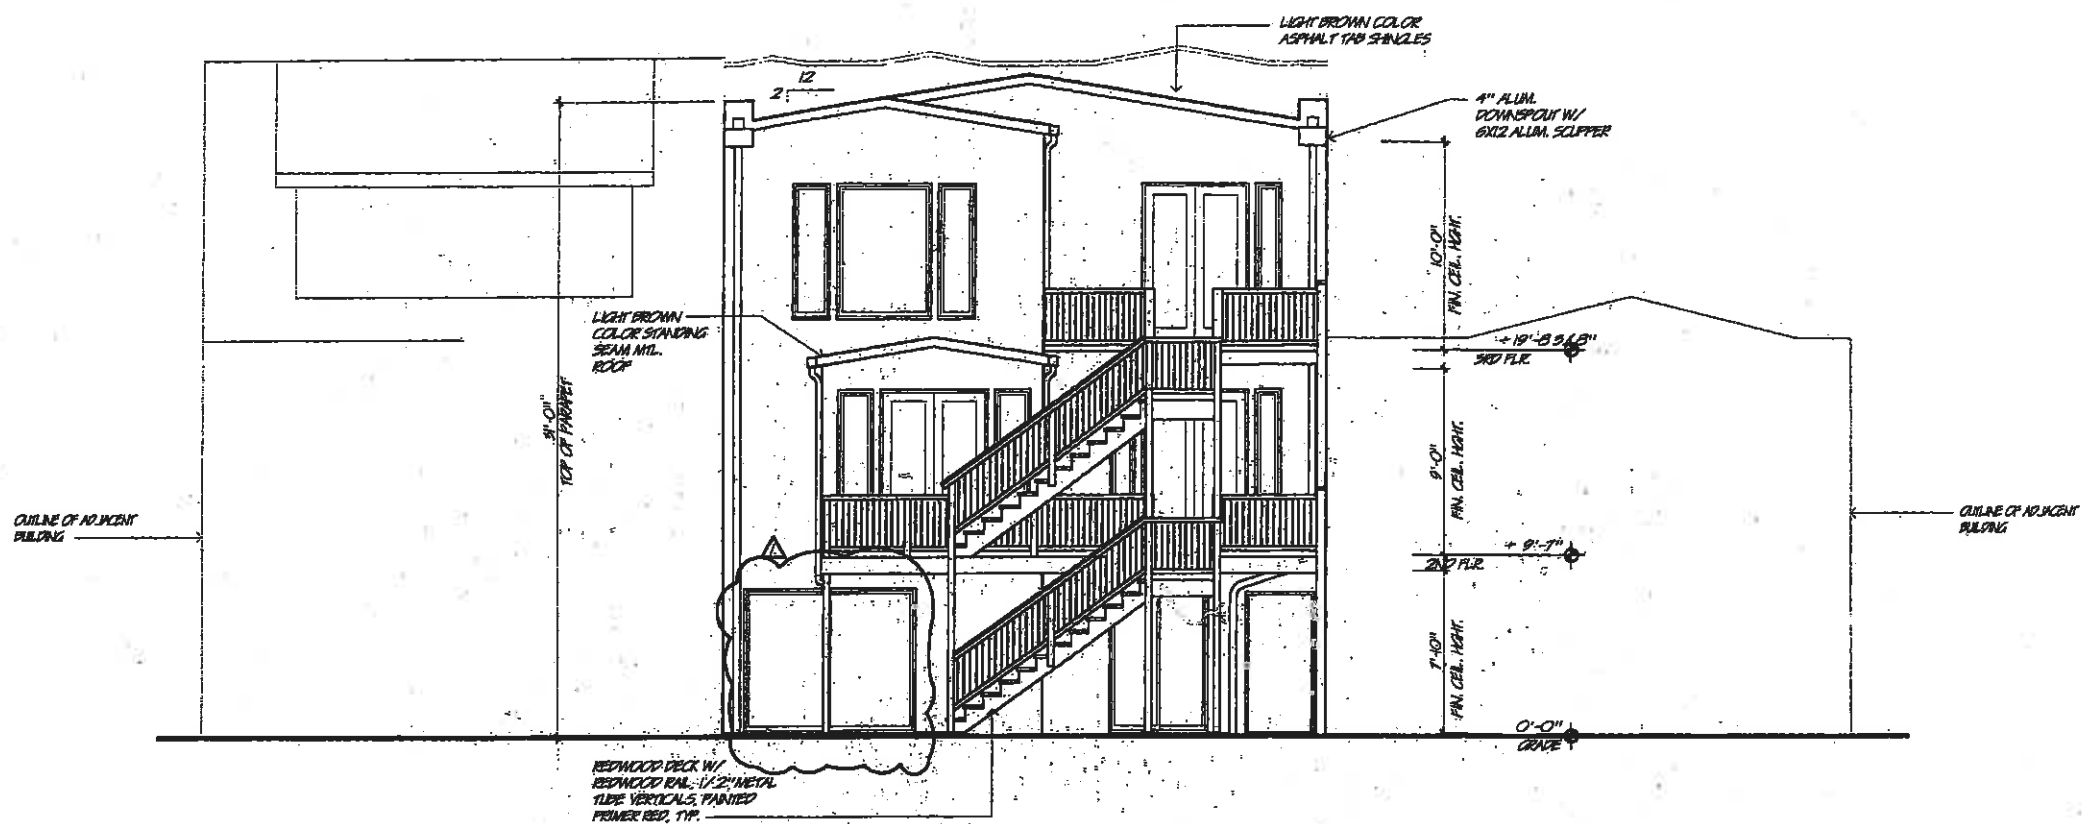 LIGHT BROWN COLOR
ASPHALT TAB SHINGLES
12
2
4" ALUM.
DOWNSPOUT W/
6X12 ALUM. SCUPPER
10'-0"
FIN. CEIL. HGHT.
LIGHT BROWN
COLOR STANDING
SEAM MTL.
ROOF
+ 19'-8 3/8"
3RD FLR.
31'-0"
TOP OF PARAPET
9'-0"
FIN. CEIL. HGHT.
OUTLINE OF ADJACENT
BUILDING
OUTLINE OF ADJACENT
BUILDING
+ 9'-7"
2ND FLR.
7'-10"
FIN. CEIL. HGHT.
0'-0"
GRADE
REDWOOD DECK W/
REDWOOD RAIL, 1/2" METAL
TUBE VERTICALS, PAINTED
PRIMER RED, TYP.